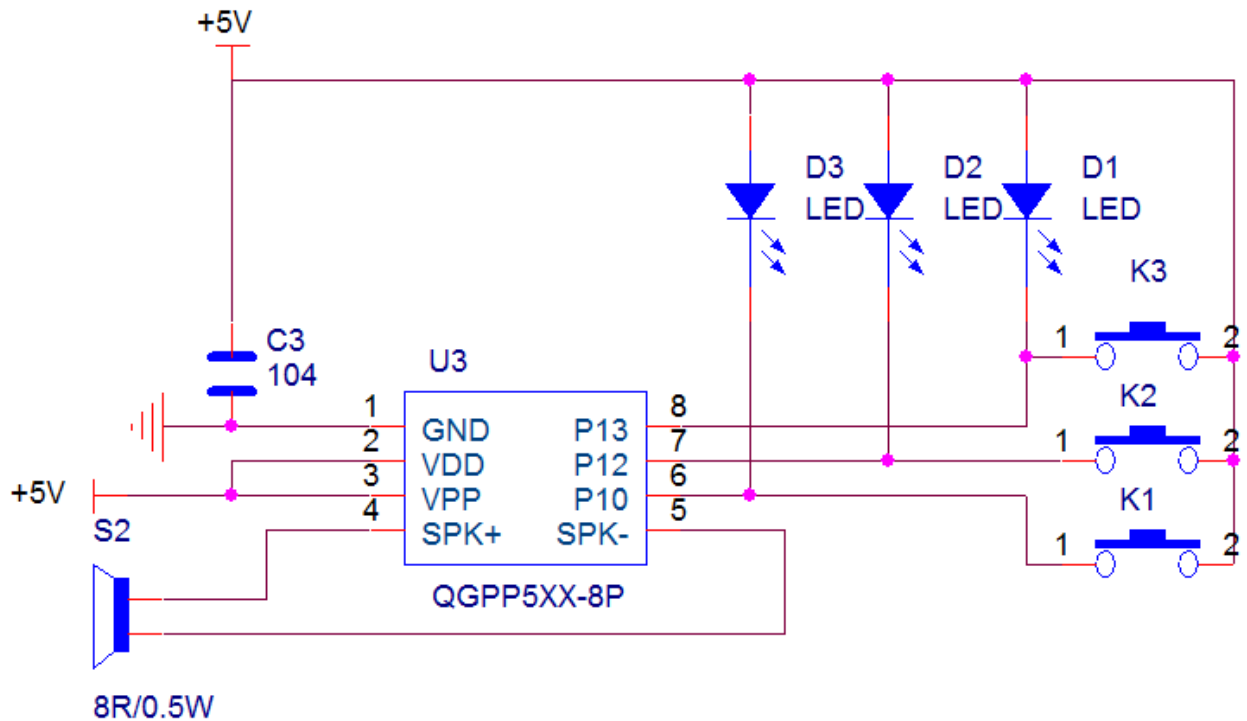 +5V
D3
LED
D2
LED
D1
LED
K3
1
2
C3
104
U3
K2
1
2
1
2
3
4
GND
VDD
VPP
SPK+
P13
P12
P10
SPK-
8
7
6
5
+5V
S2
K1
1
2
QGPP5XX-8P
8R/0.5W